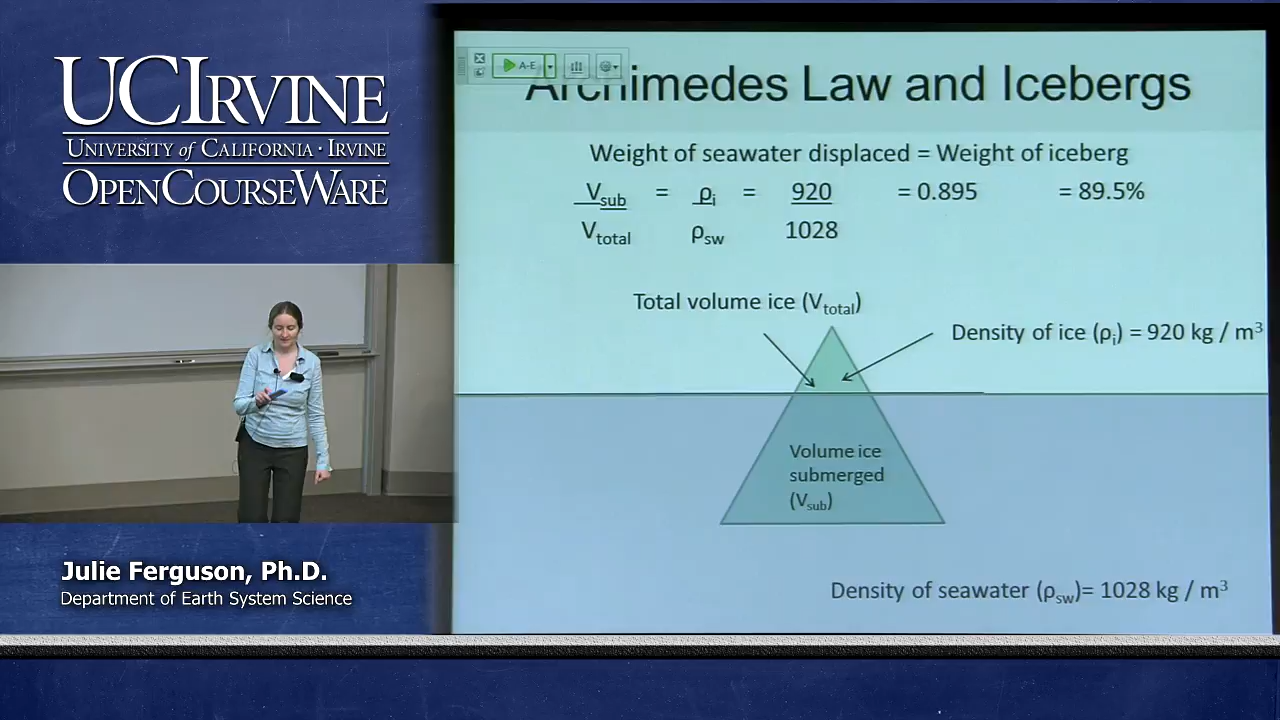 UCIRVINE
UNIVERSITY of CALIFORNIA · IRVINE
OPENCOURSEWARE
Julie Ferguson, Ph.D.
Department of Earth System Science
A-E
Archimedes Law and Icebergs
Weight of seawater displaced = Weight of iceberg
Vsub = ρi = 920 = 0.895 = 89.5%
Vtotal ρsw 1028
Total volume ice (Vtotal)
Density of ice (ρi) = 920 kg / m³
Volume ice
submerged
(Vsub)
Density of seawater (ρsw)= 1028 kg / m³